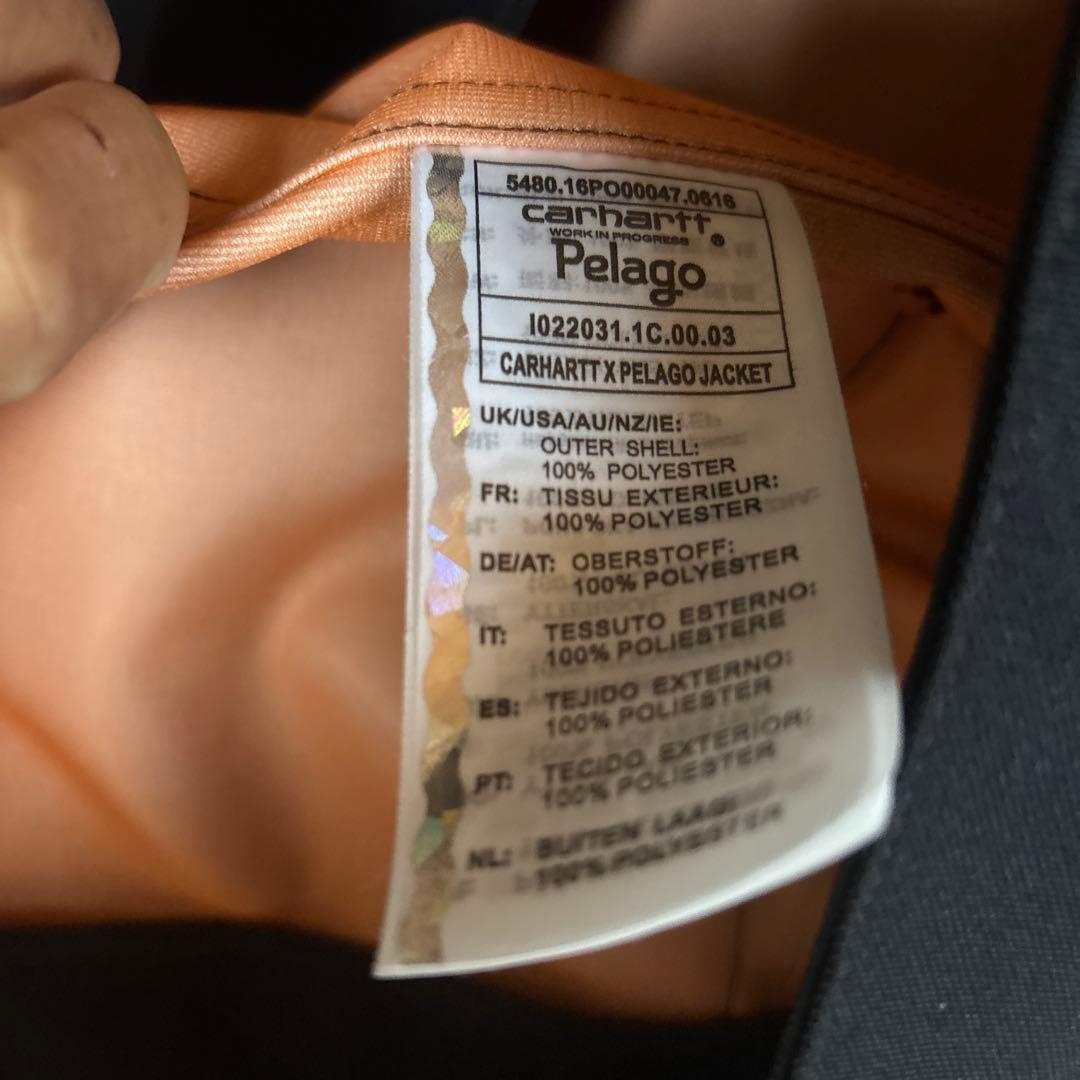 5480.16PO00047.0616
carhartt
WORK IN PROGRESS ®
Pelago
I022031.1C.00.03
CARHARTT X PELAGO JACKET
UK/USA/AU/NZ/IE:
OUTER SHELL:
100% POLYESTER
FR: TISSU EXTERIEUR:
100% POLYESTER
DE/AT: OBERSTOFF:
100% POLYESTER
IT: TESSUTO ESTERNO:
100% POLIESTERE
ES: TEJIDO EXTERNO:
100% POLIESTER
PT: TECIDO EXTERIOR:
100% POLIESTER
NL: BUITEN
100% POLYESTER